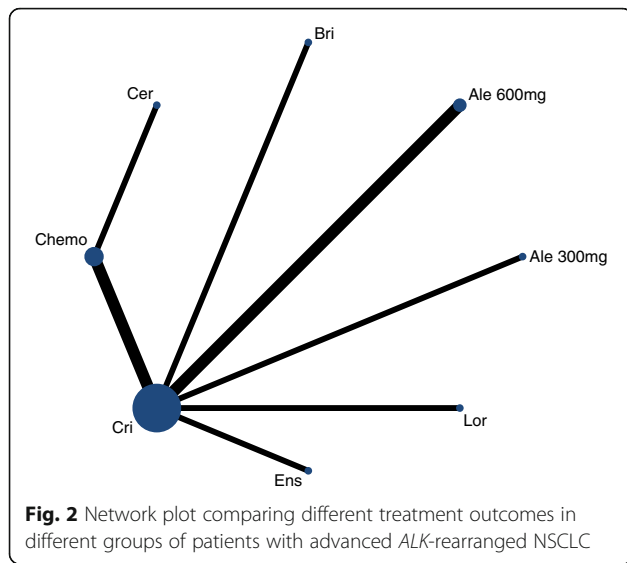 Bri
Cer
Ale 600mg
Chemo
Ale 300mg
Cri
Lor
Ens
Fig. 2 Network plot comparing different treatment outcomes in
different groups of patients with advanced ALK-rearranged NSCLC